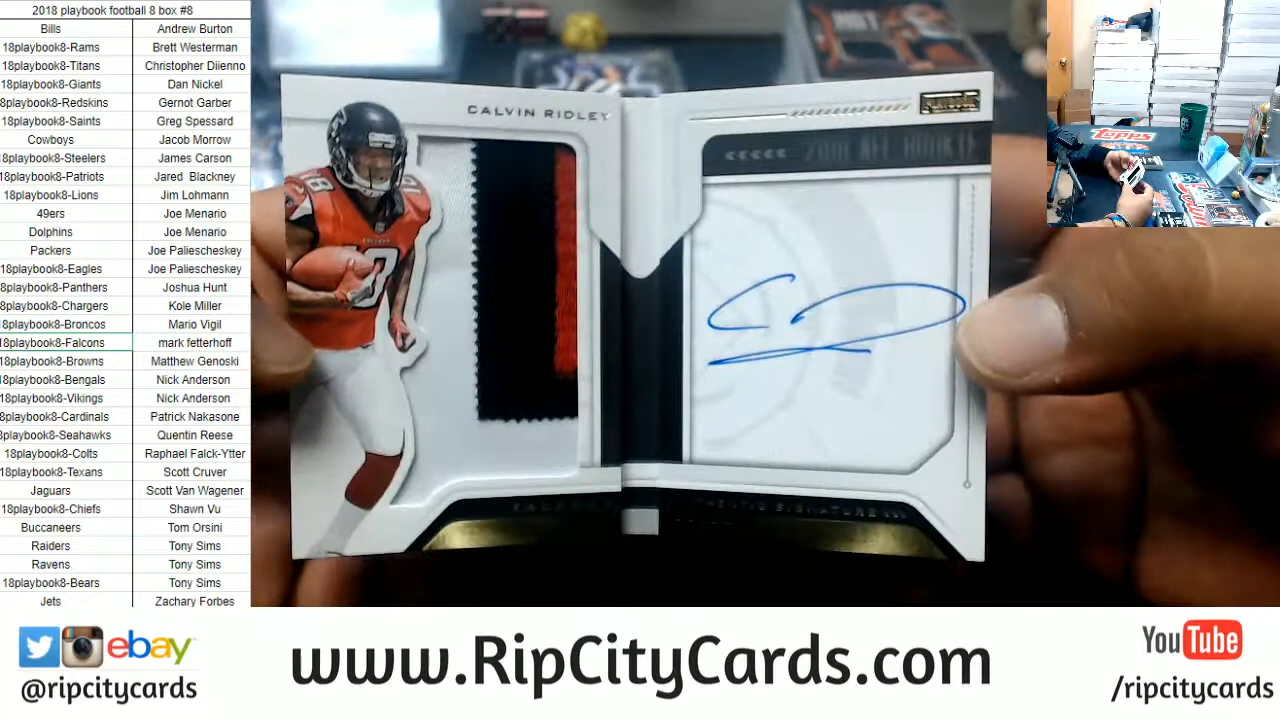 2018 playbook football 8 box #8
Bills Andrew Burton
18playbook8-Rams Brett Westerman
18playbook8-Titans Christopher Diienno
18playbook8-Giants Dan Nickel
8playbook8-Redskins Gernot Garber
18playbook8-Saints Greg Spessard
Cowboys Jacob Morrow
18playbook8-Steelers James Carson
18playbook8-Patriots Jared Blackney
18playbook8-Lions Jim Lohmann
49ers Joe Menario
Dolphins Joe Menario
Packers Joe Paliescheskey
18playbook8-Eagles Joe Paliescheskey
8playbook8-Panthers Joshua Hunt
8playbook8-Chargers Kole Miller
18playbook8-Broncos Mario Vigil
18playbook8-Falcons mark fetterhoff
18playbook8-Browns Matthew Genoski
18playbook8-Bengals Nick Anderson
18playbook8-Vikings Nick Anderson
8playbook8-Cardinals Patrick Nakasone
8playbook8-Seahawks Quentin Reese
18playbook8-Colts Raphael Falck-Ytter
18playbook8-Texans Scott Cruver
Jaguars Scott Van Wagener
18playbook8-Chiefs Shawn Vu
Buccaneers Tom Orsini
Raiders Tony Sims
Ravens Tony Sims
18playbook8-Bears Tony Sims
Jets Zachary Forbes
CALVIN RIDLEY
18
Topps
ebay
@ripcitycards
www.RipCityCards.com
YouTube
/ripcitycards